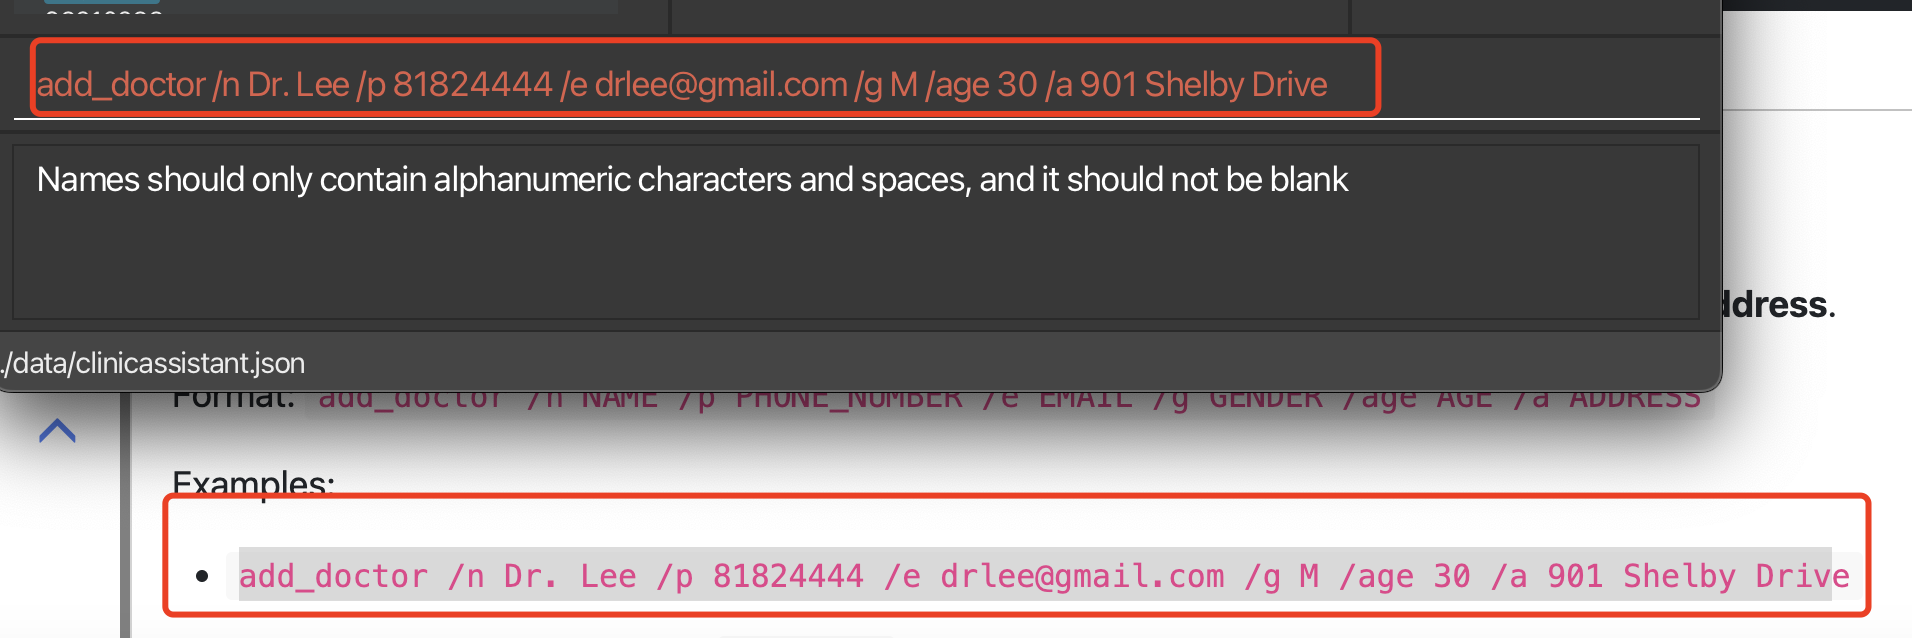 add_doctor /n Dr. Lee /p 81824444 /e drlee@gmail.com /g M /age 30 /a 901 Shelby Drive
Names should only contain alphanumeric characters and spaces, and it should not be blank
ddress.
./data/clinicassistant.json
Format: add_doctor /n NAME /p PHONE_NUMBER /e EMAIL /g GENDER /age AGE /a ADDRESS
Examples:
add_doctor /n Dr. Lee /p 81824444 /e drlee@gmail.com /g M /age 30 /a 901 Shelby Drive